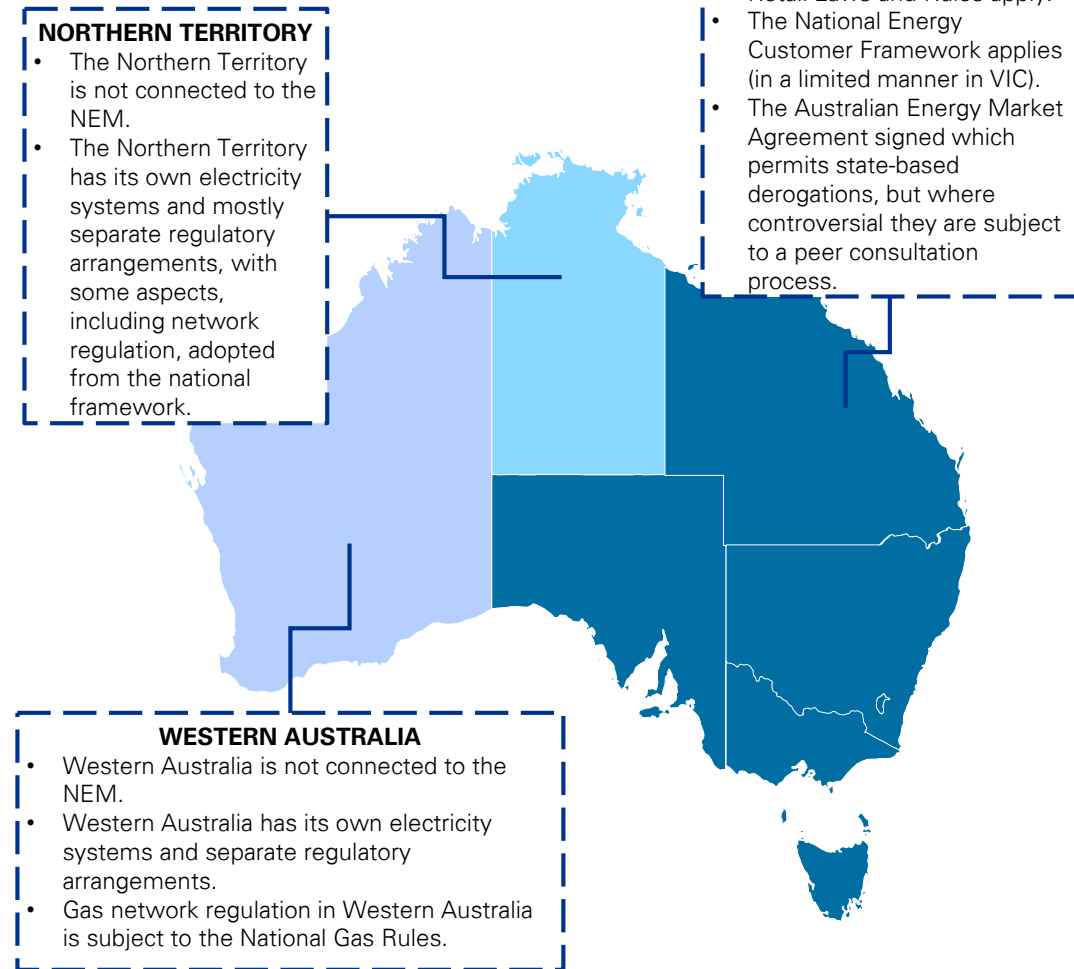 NORTHERN TERRITORY
• The Northern Territory
is not connected to the
NEM.
• The Northern Territory
has its own electricity
systems and mostly
separate regulatory
arrangements, with
some aspects,
including network
regulation, adopted
from the national
framework.
• The National Energy
Customer Framework applies
(in a limited manner in VIC).
• The Australian Energy Market
Agreement signed which
permits state-based
derogations, but where
controversial they are subject
to a peer consultation
process.
WESTERN AUSTRALIA
• Western Australia is not connected to the
NEM.
• Western Australia has its own electricity
systems and separate regulatory
arrangements.
• Gas network regulation in Western Australia
is subject to the National Gas Rules.